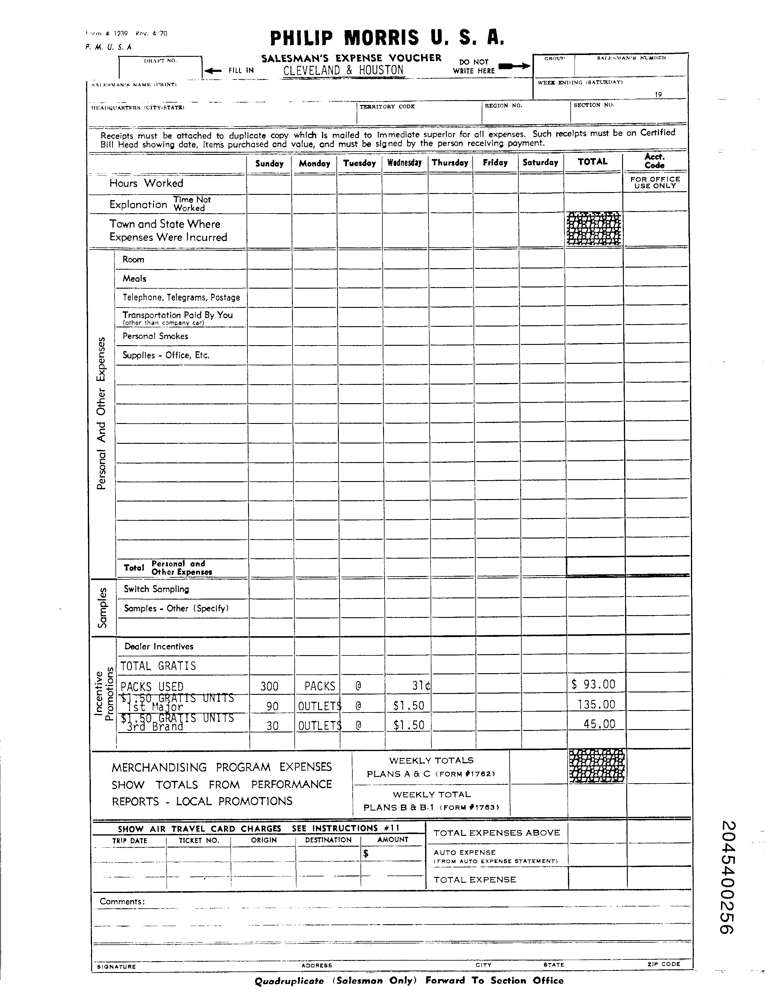 Form # 1239 Rev. 4/70
P. M. U. S. A
PHILIP MORRIS U. S. A.
SALESMAN'S EXPENSE VOUCHER
CLEVELAND & HOUSTON
DRAFT NO.
FILL IN
DO NOT
WRITE HERE
GROUP
SALESMAN'S NUMBER
SALESMAN'S NAME (PRINT)
WEEK ENDING (SATURDAY)
19
HEADQUARTERS (CITY-STATE)
TERRITORY CODE
REGION NO.
SECTION NO.
Receipts must be attached to duplicate copy which is mailed to immediate superior for all expenses. Such receipts must be on Certified
Bill Head showing date, items purchased and value, and must be signed by the person receiving payment.
Sunday Monday Tuesday Wednesday Thursday Friday Saturday TOTAL Acct. Code
Hours Worked
FOR OFFICE
USE ONLY
Explanation Time Not Worked
Town and State Where
Expenses Were Incurred
Personal And Other Expenses
Room
Meals
Telephone, Telegrams, Postage
Transportation Paid By You
(other than company car)
Personal Smokes
Supplies - Office, Etc.
Total Personal and Other Expenses
Samples
Switch Sampling
Samples - Other (Specify)
Incentive Promotions
Dealer Incentives
TOTAL GRATIS
PACKS USED 300 PACKS @ 31¢ $ 93.00
$1.50 GRATIS UNITS
1st Major 90 OUTLETS @ $1.50 135.00
$1.50 GRATIS UNITS
3rd Brand 30 OUTLETS @ $1.50 45.00
MERCHANDISING PROGRAM EXPENSES
SHOW TOTALS FROM PERFORMANCE
REPORTS - LOCAL PROMOTIONS
WEEKLY TOTALS
PLANS A & C (FORM #1762)
WEEKLY TOTAL
PLANS B & B-1 (FORM #1763)
SHOW AIR TRAVEL CARD CHARGES SEE INSTRUCTIONS #11
TRIP DATE TICKET NO. ORIGIN DESTINATION AMOUNT
$
TOTAL EXPENSES ABOVE
AUTO EXPENSE
(FROM AUTO EXPENSE STATEMENT)
TOTAL EXPENSE
Comments:
SIGNATURE ADDRESS CITY STATE ZIP CODE
Quadruplicate (Salesman Only) Forward To Section Office
2045400256